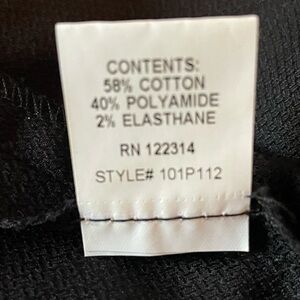 CONTENTS:
58% COTTON
40% POLYAMIDE
2% ELASTHANE
RN 122314
STYLE# 101P112